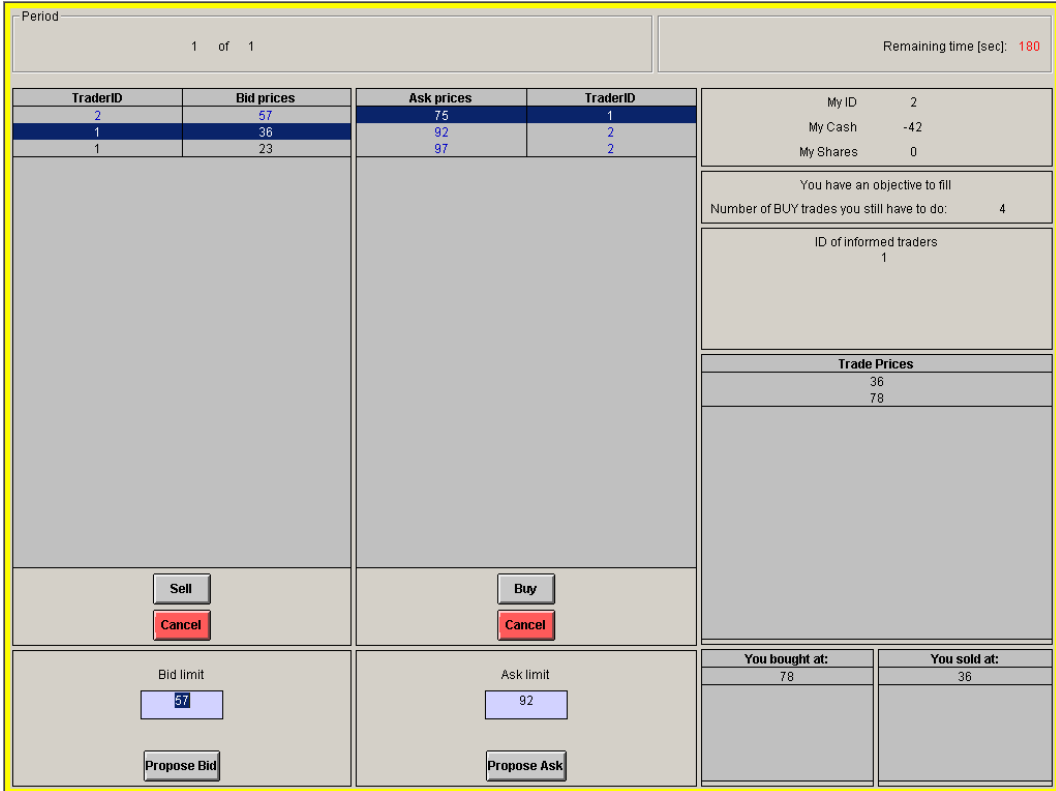 Period
1 of 1
Remaining time [sec]: 180
TraderID Bid prices
2 57
1 36
1 23
Ask prices TraderID
75 1
92 2
97 2
My ID 2
My Cash -42
My Shares 0
You have an objective to fill
Number of BUY trades you still have to do: 4
ID of informed traders
1
Trade Prices
36
78
Sell
Cancel
Buy
Cancel
Bid limit
57
Propose Bid
Ask limit
92
Propose Ask
You bought at:
78
You sold at:
36